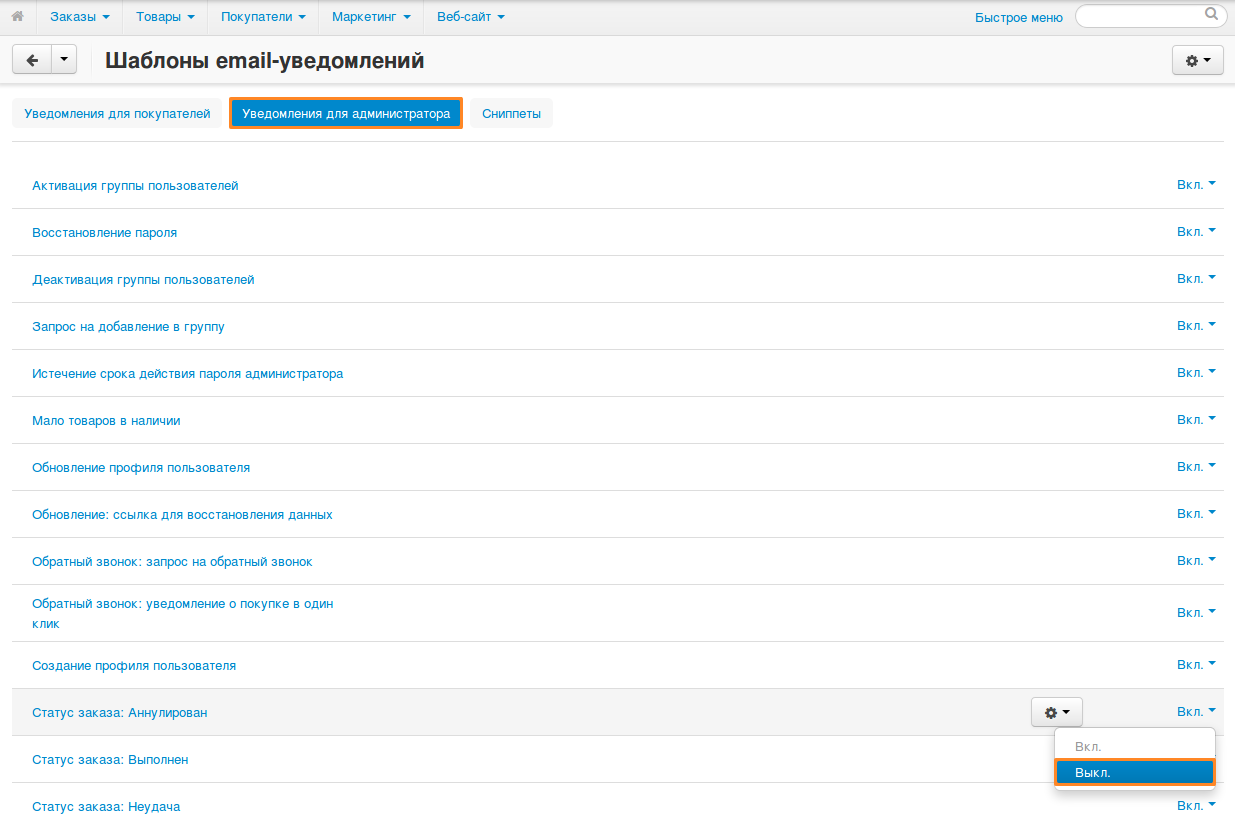 Заказы Товары Покупатели Маркетинг Веб-сайт Быстрое меню
Шаблоны email-уведомлений
Уведомления для покупателей Уведомления для администратора Сниппеты
Активация группы пользователей Вкл.
Восстановление пароля Вкл.
Деактивация группы пользователей Вкл.
Запрос на добавление в группу Вкл.
Истечение срока действия пароля администратора Вкл.
Мало товаров в наличии Вкл.
Обновление профиля пользователя Вкл.
Обновление: ссылка для восстановления данных Вкл.
Обратный звонок: запрос на обратный звонок Вкл.
Обратный звонок: уведомление о покупке в один
клик Вкл.
Создание профиля пользователя Вкл.
Статус заказа: Аннулирован Вкл.
Вкл.
Статус заказа: Выполнен
Выкл.
Статус заказа: Неудача Вкл.